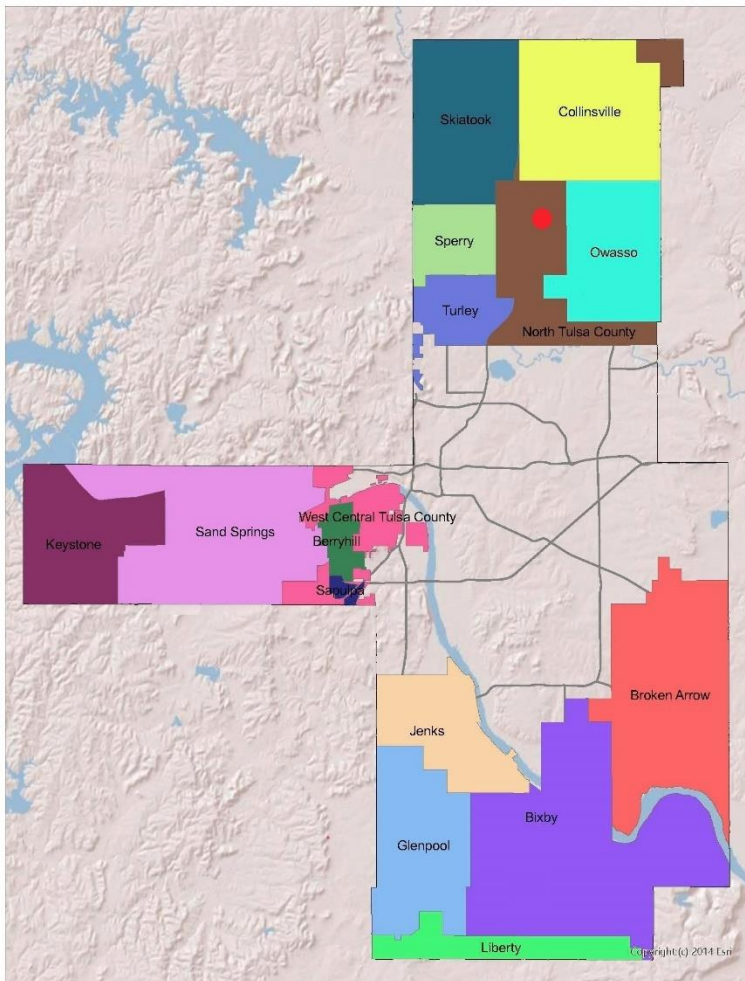 Skiatook
Collinsville
Sperry
Owasso
Turley
North Tulsa County
West Central Tulsa County
Keystone
Sand Springs
Berryhill
Sapulpa
Broken Arrow
Jenks
Bixby
Glenpool
Liberty
Copyright:(c) 2014 Esri